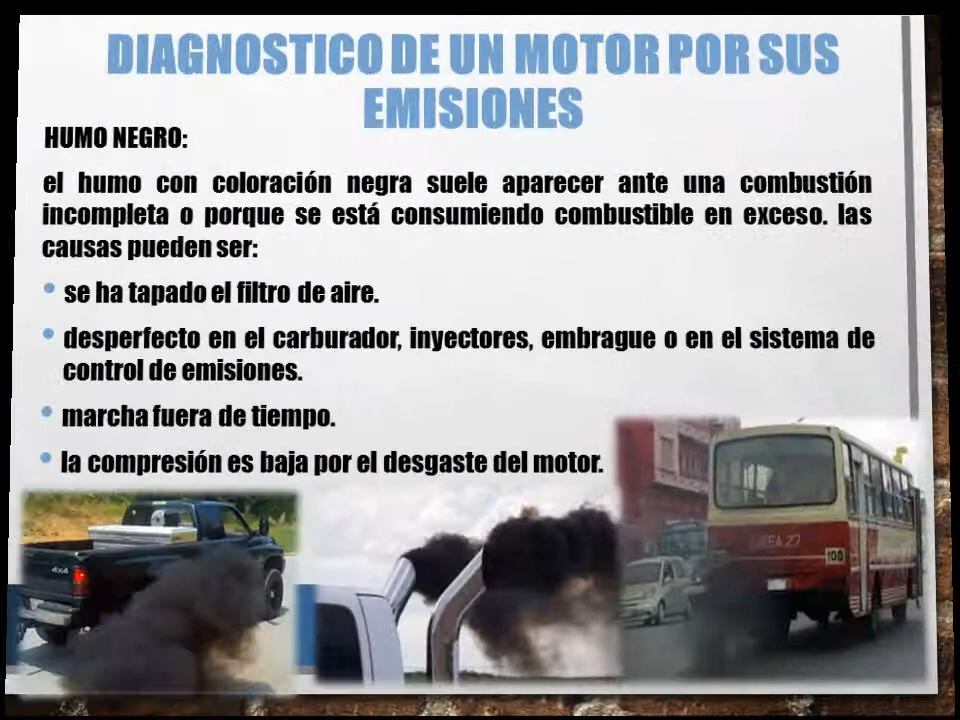 DIAGNOSTICO DE UN MOTOR POR SUS
EMISIONES
HUMO NEGRO:
el humo con coloración negra suele aparecer ante una combustión
incompleta o porque se está consumiendo combustible en exceso. las
causas pueden ser:
• se ha tapado el filtro de aire.
• desperfecto en el carburador, inyectores, embrague o en el sistema de
control de emisiones.
• marcha fuera de tiempo.
• la compresión es baja por el desgaste del motor.
4X4
100